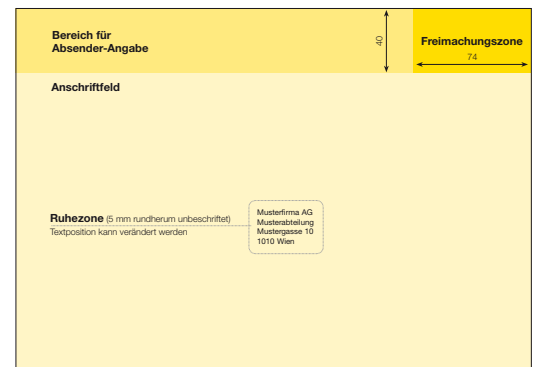 Bereich für
Absender-Angabe
40
Freimachungszone
74
Anschriftfeld
Ruhezone (5 mm rundherum unbeschriftet)
Textposition kann verändert werden
Musterfirma AG
Musterabteilung
Mustergasse 10
1010 Wien